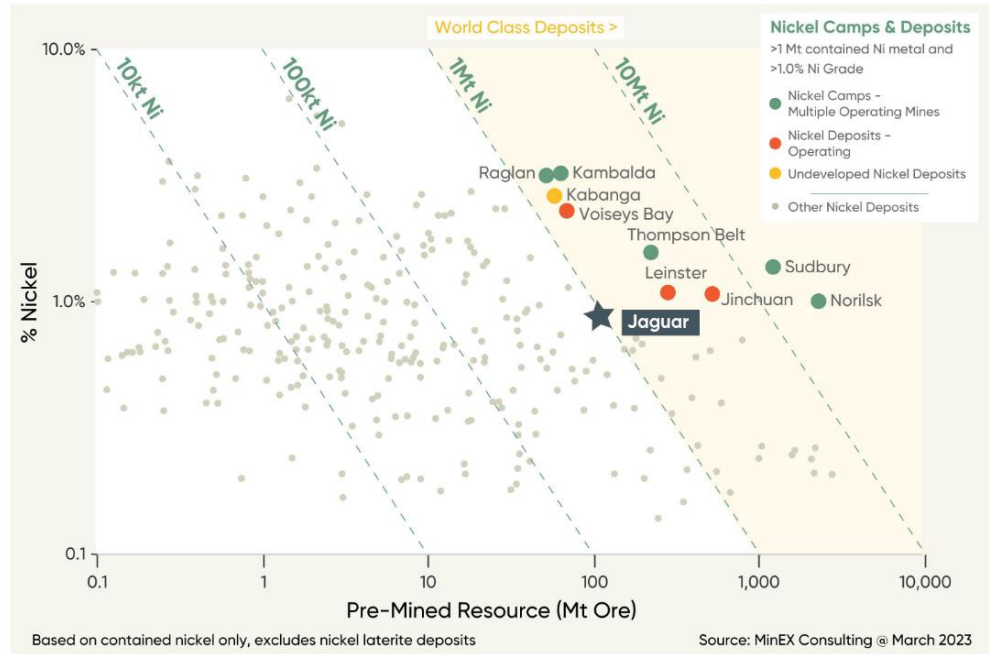 World Class Deposits >
Nickel Camps & Deposits
>1 Mt contained Ni metal and
>1.0% Ni Grade
Nickel Camps -
Multiple Operating Mines
Nickel Deposits -
Operating
Undeveloped Nickel Deposits
Other Nickel Deposits
10.0%
1.0%
0.1
% Nickel
10kt Ni
100kt Ni
1Mt Ni
10Mt Ni
Raglan
Kambalda
Kabanga
Voiseys Bay
Thompson Belt
Leinster
Sudbury
Jinchuan
Norilsk
Jaguar
0.1
1
10
100
1,000
10,000
Pre-Mined Resource (Mt Ore)
Based on contained nickel only, excludes nickel laterite deposits
Source: MinEX Consulting @ March 2023